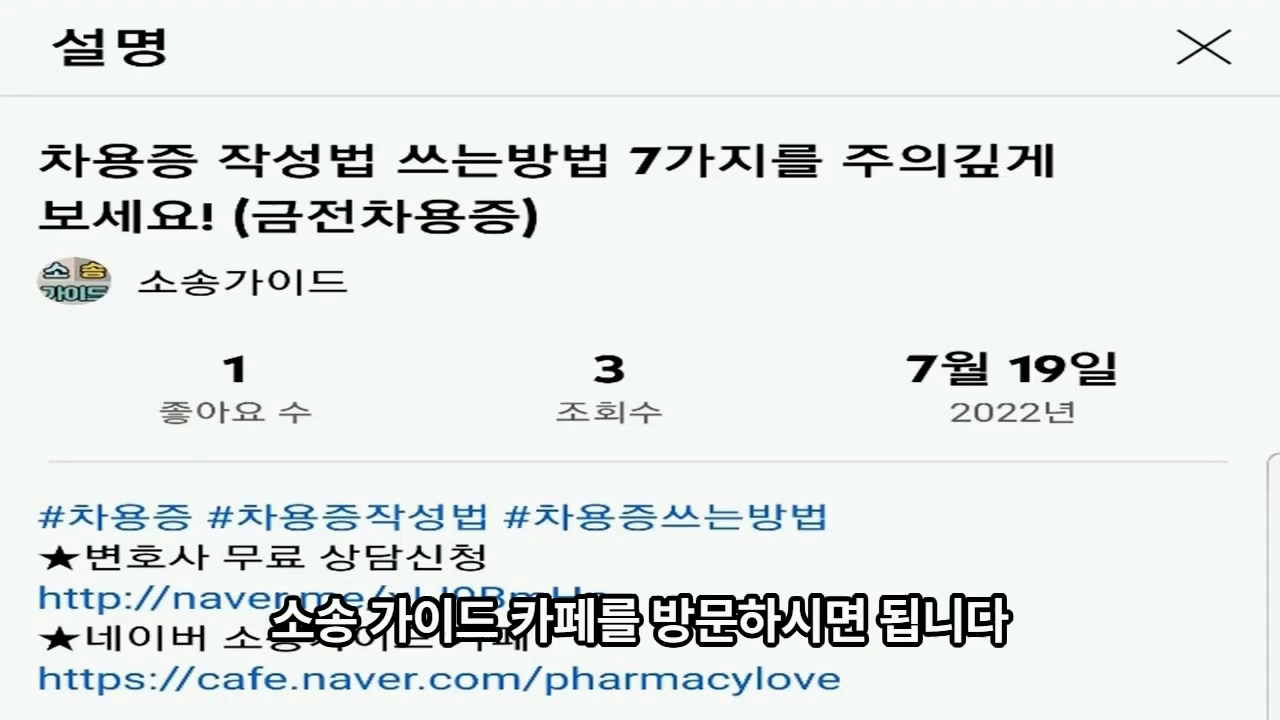 설명
차용증 작성법 쓰는방법 7가지를 주의깊게
보세요! (금전차용증)
소송
가이드
소송가이드
1
3
7월 19일
좋아요 수
조회수
2022년
#차용증 #차용증작성법 #차용증쓰는방법
★변호사 무료 상담신청
http://naver.me/
소송 가이드 카페를 방문하시면 됩니다
★네이버
https://cafe.naver.com/pharmacylove